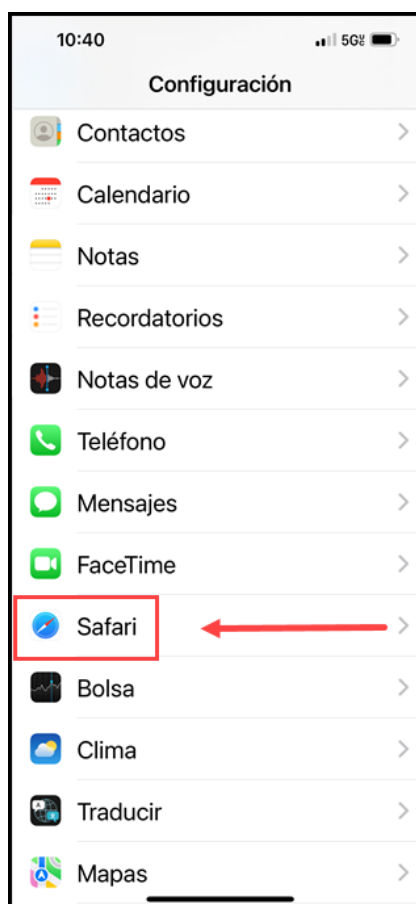 10:40 5G
Configuración
Contactos
Calendario
Notas
Recordatorios
Notas de voz
Teléfono
Mensajes
FaceTime
Safari
Bolsa
Clima
Traducir
Mapas